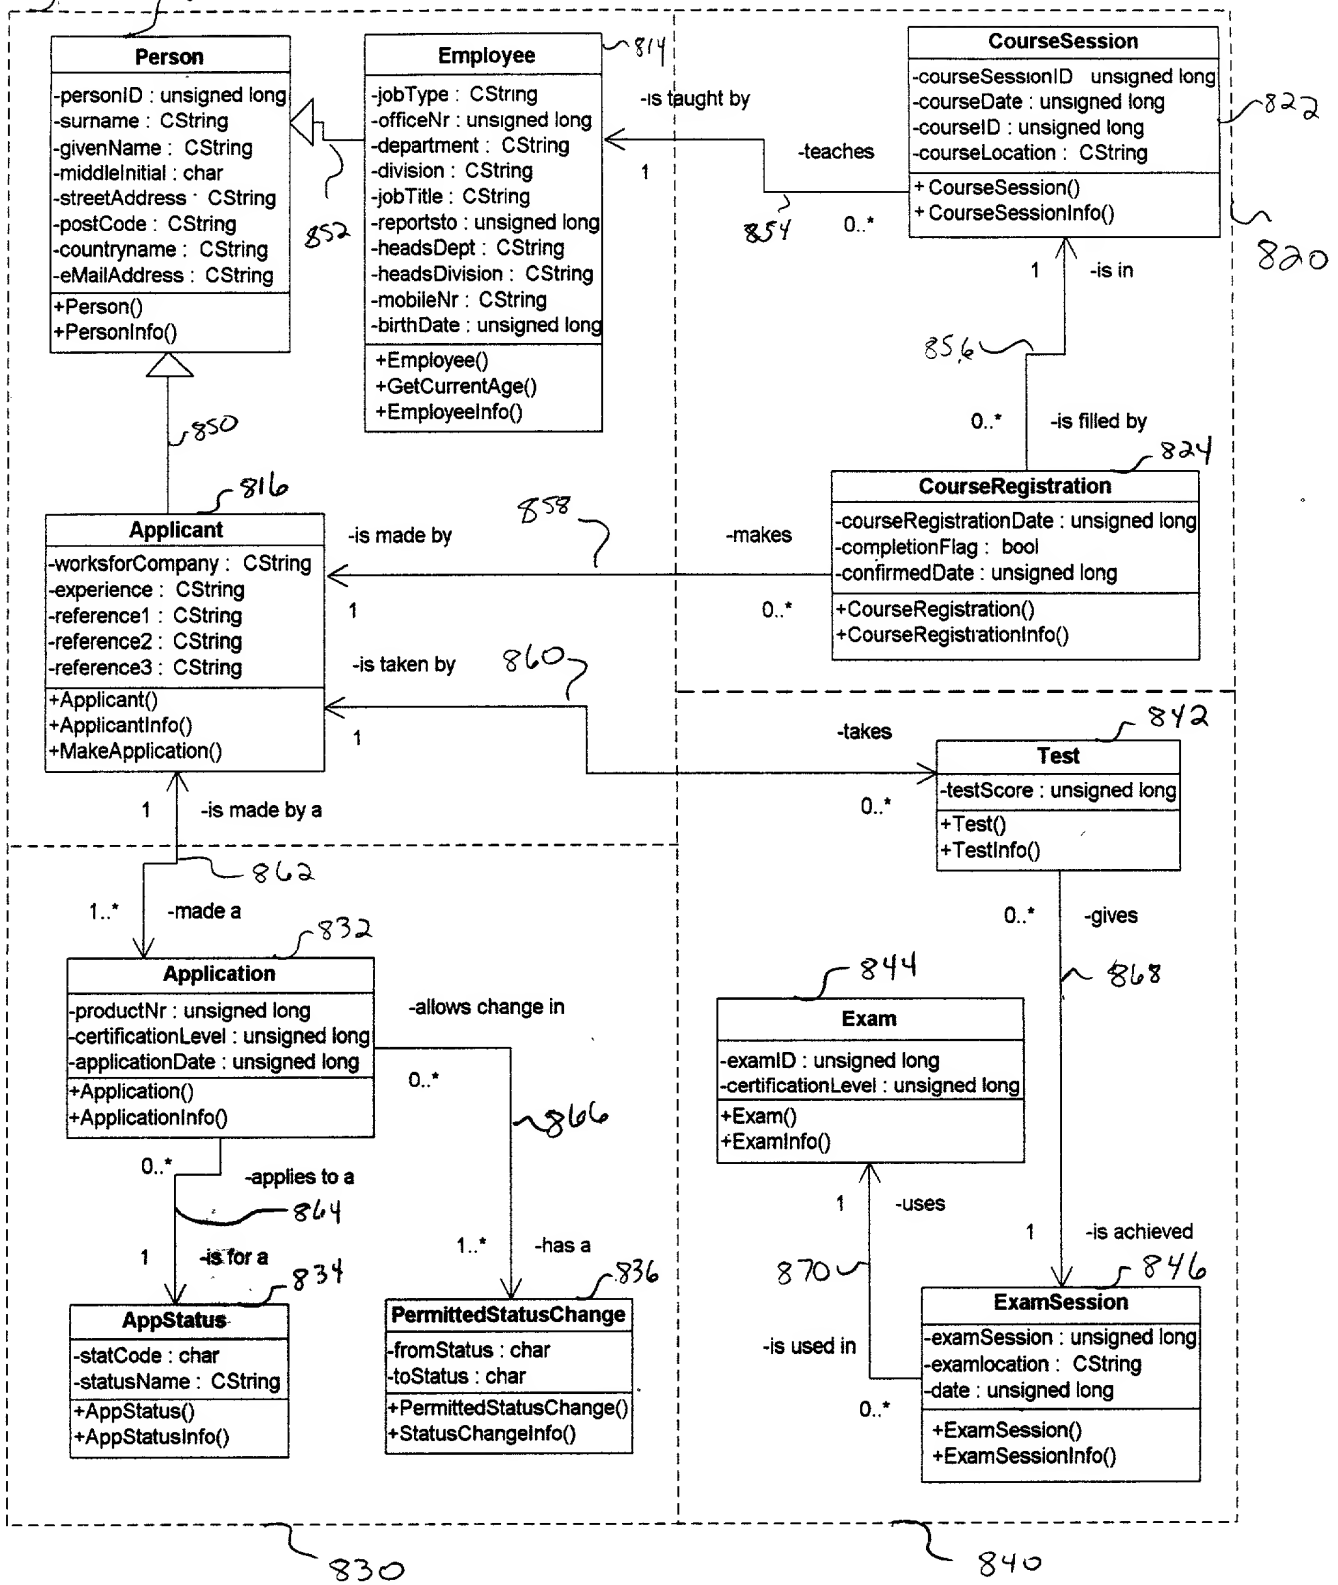 Person
-personID : unsigned long
-surname : CString
-givenName : CString
-middleInitial : char
-streetAddress : CString
-postCode : CString
-countryname : CString
-eMailAddress : CString
+Person()
+PersonInfo()
Employee
-jobType : CString
-officeNr : unsigned long
-department : CString
-division : CString
-jobTitle : CString
-reportsto : unsigned long
-headsDept : CString
-headsDivision : CString
-mobileNr : CString
-birthDate : unsigned long
+Employee()
+GetCurrentAge()
+EmployeeInfo()
814
852
-is taught by
1
-teaches
0..*
854
CourseSession
-courseSessionID unsigned long
-courseDate : unsigned long
-courseID : unsigned long
-courseLocation : CString
+ CourseSession()
+ CourseSessionInfo()
822
820
1 -is in
856
0..* -is filled by
824
850
816
Applicant
-worksforCompany : CString
-experience : CString
-reference1 : CString
-reference2 : CString
-reference3 : CString
+Applicant()
+ApplicantInfo()
+MakeApplication()
-is made by
858
-makes
1
0..*
CourseRegistration
-courseRegistrationDate : unsigned long
-completionFlag : bool
-confirmedDate : unsigned long
+CourseRegistration()
+CourseRegistrationInfo()
-is taken by
860
1
-takes
0..*
842
Test
-testScore : unsigned long
+Test()
+TestInfo()
1 -is made by a
862
1..* -made a
832
Application
-productNr : unsigned long
-certificationLevel : unsigned long
-applicationDate : unsigned long
+Application()
+ApplicationInfo()
-allows change in
0..*
866
0..*
-applies to a
864
1 -is for a
834
1..* -has a
836
AppStatus
-statCode : char
-statusName : CString
+AppStatus()
+AppStatusInfo()
PermittedStatusChange
-fromStatus : char
-toStatus : char
+PermittedStatusChange()
+StatusChangeInfo()
0..* -gives
868
844
Exam
-examID : unsigned long
-certificationLevel : unsigned long
+Exam()
+ExamInfo()
1 -uses
870
1 -is achieved
846
-is used in
0..*
ExamSession
-examSession : unsigned long
-examlocation : CString
-date : unsigned long
+ExamSession()
+ExamSessionInfo()
830
840